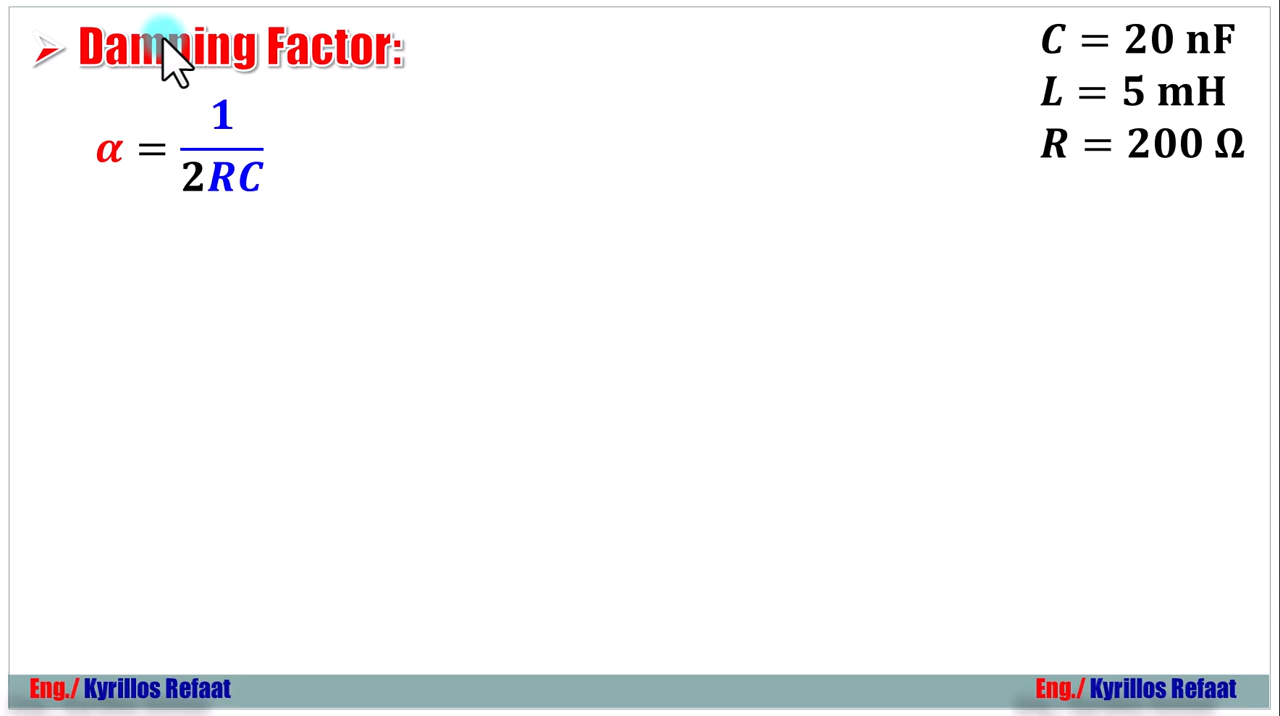 Damping Factor:
α = 1 / 2RC
C = 20 nF
L = 5 mH
R = 200 Ω
Eng./ Kyrillos Refaat
Eng./ Kyrillos Refaat